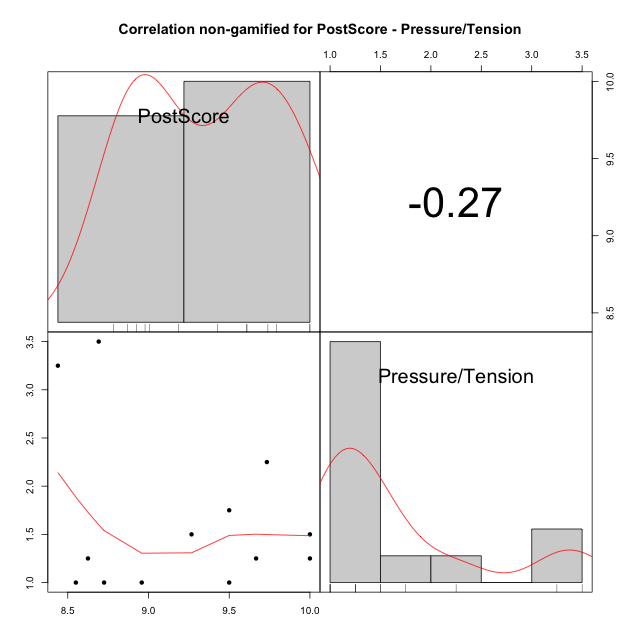 Correlation non-gamified for PostScore - Pressure/Tension
1.0 1.5 2.0 2.5 3.0 3.5
PostScore
-0.27
10.0
9.5
9.0
8.5
3.5
3.0
2.5
2.0
1.5
1.0
Pressure/Tension
8.5 9.0 9.5 10.0